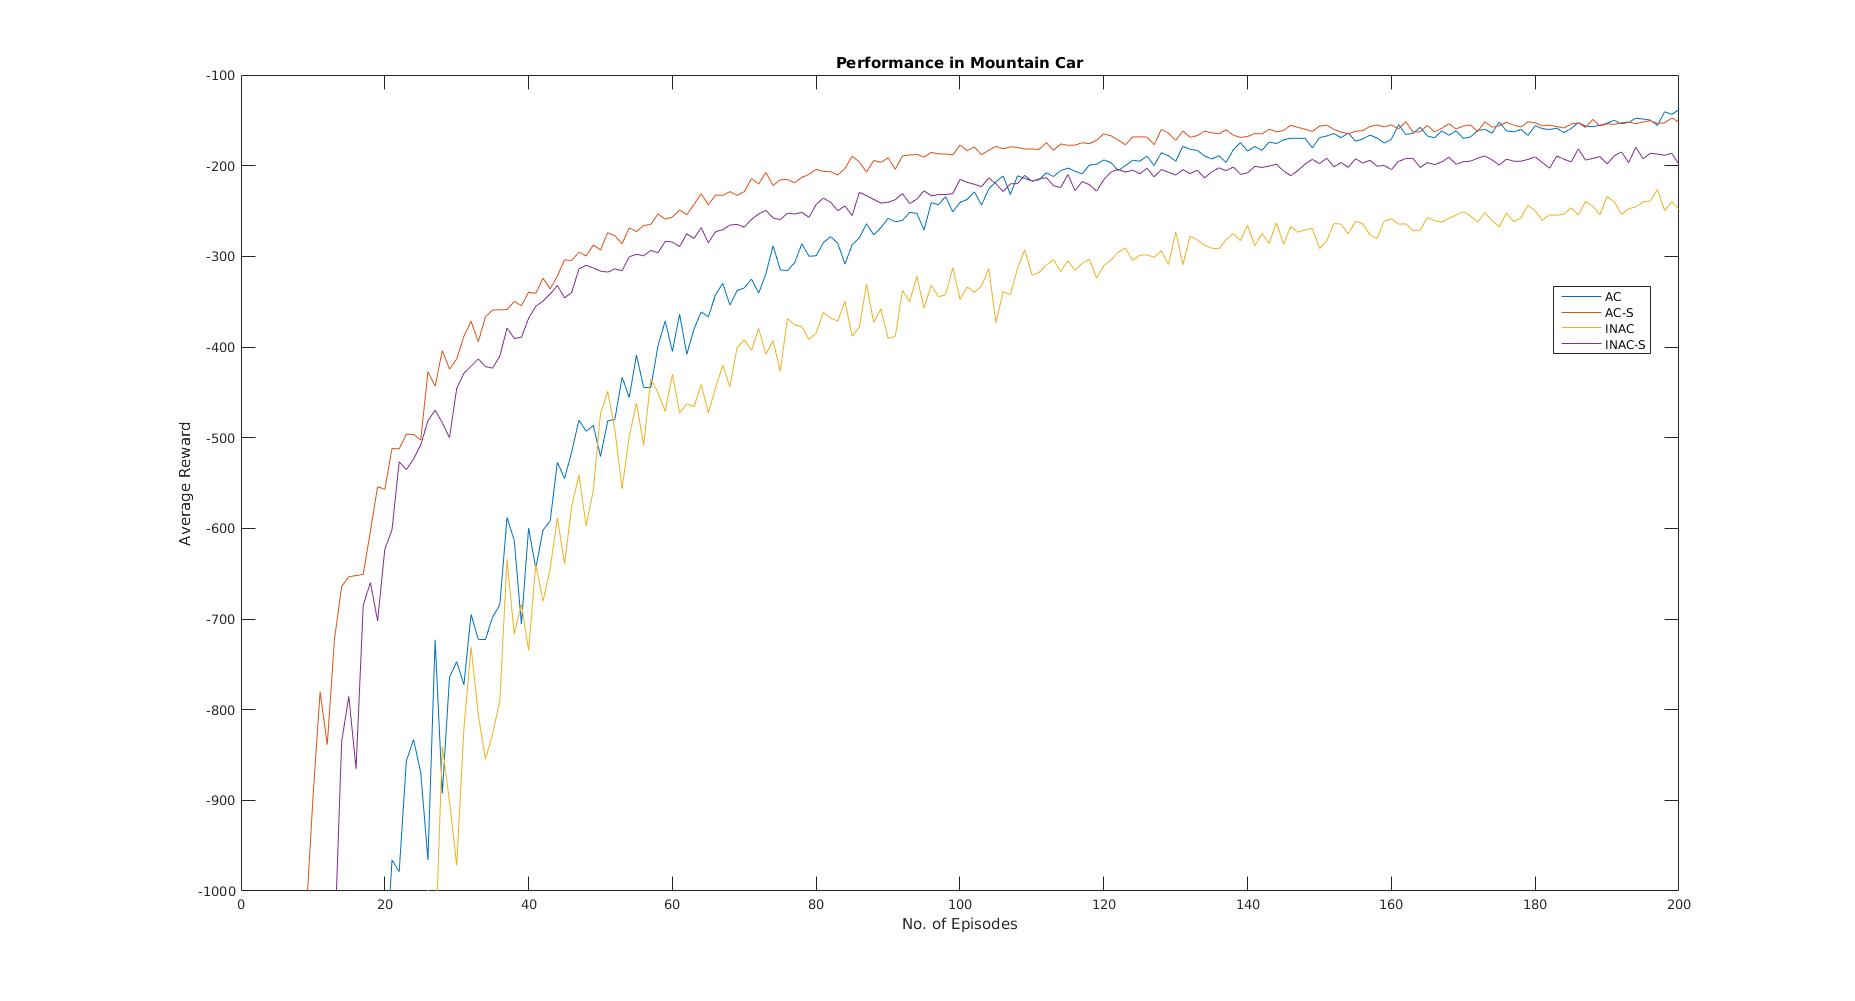 Performance in Mountain Car
-100
-200
-300
-400
-500
-600
-700
-800
-900
-1000
Average Reward
AC
AC-S
INAC
INAC-S
0 20 40 60 80 100 120 140 160 180 200
No. of Episodes